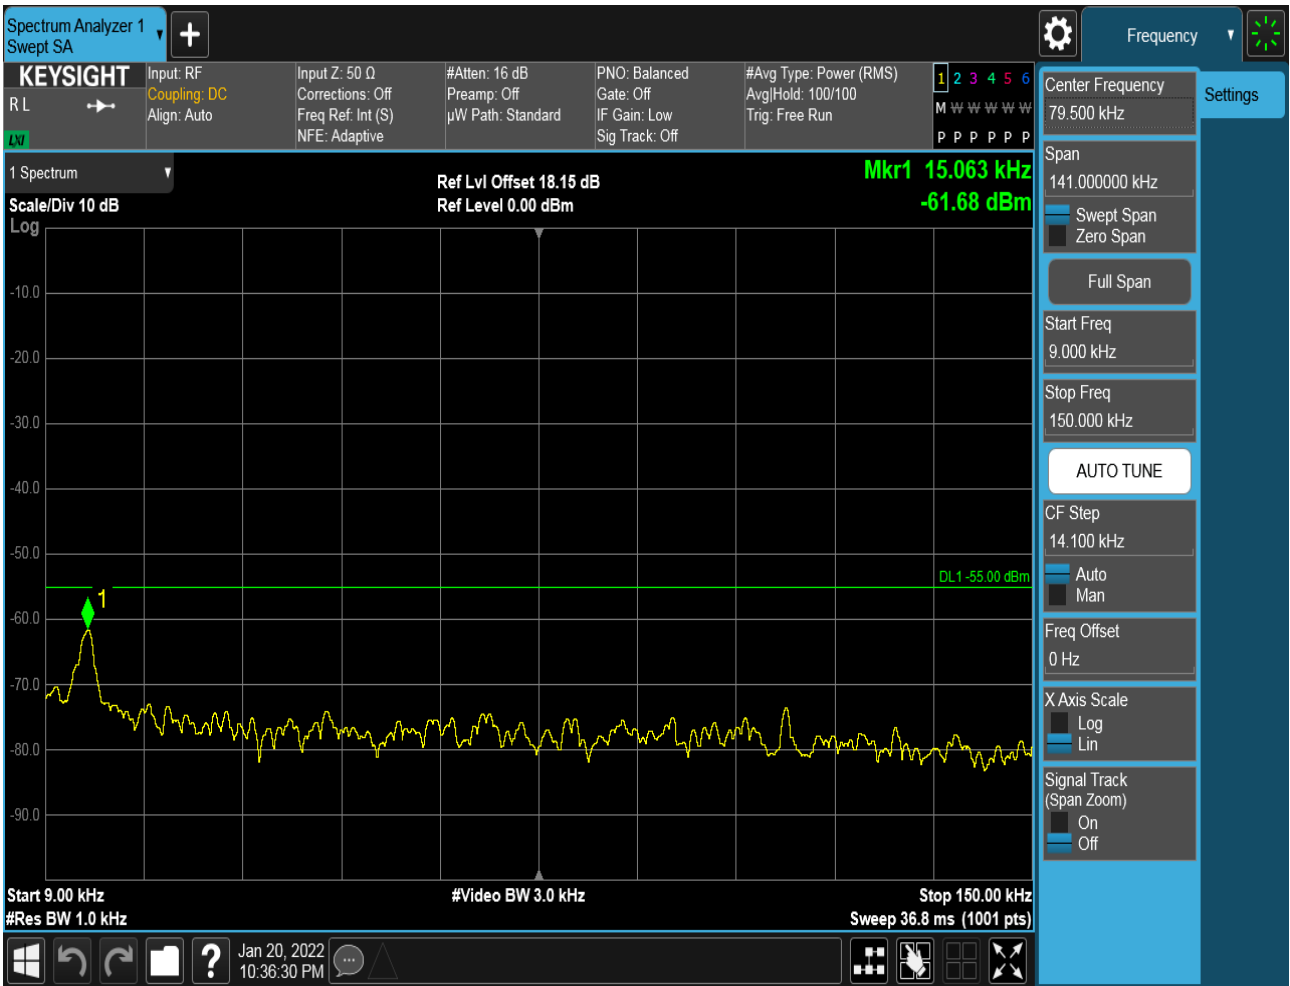 Spectrum Analyzer 1
Swept SA
Frequency
KEYSIGHT
R L
LXI
Input: RF
Coupling: DC
Align: Auto
Input Z: 50 Ω
Corrections: Off
Freq Ref: Int (S)
NFE: Adaptive
#Atten: 16 dB
Preamp: Off
µW Path: Standard
PNO: Balanced
Gate: Off
IF Gain: Low
Sig Track: Off
#Avg Type: Power (RMS)
Avg|Hold: 100/100
Trig: Free Run
1 2 3 4 5 6
M W W W W W
P P P P P P
1 Spectrum
Scale/Div 10 dB
Log
Ref Lvl Offset 18.15 dB
Ref Level 0.00 dBm
Mkr1 15.063 kHz
-61.68 dBm
-10.0
-20.0
-30.0
-40.0
-50.0
DL1 -55.00 dBm
1
-60.0
-70.0
-80.0
-90.0
Start 9.00 kHz
#Video BW 3.0 kHz
Stop 150.00 kHz
#Res BW 1.0 kHz
Sweep 36.8 ms (1001 pts)
?
Jan 20, 2022
10:36:30 PM
Center Frequency
79.500 kHz
Settings
Span
141.000000 kHz
Swept Span
Zero Span
Full Span
Start Freq
9.000 kHz
Stop Freq
150.000 kHz
AUTO TUNE
CF Step
14.100 kHz
Auto
Man
Freq Offset
0 Hz
X Axis Scale
Log
Lin
Signal Track
(Span Zoom)
On
Off